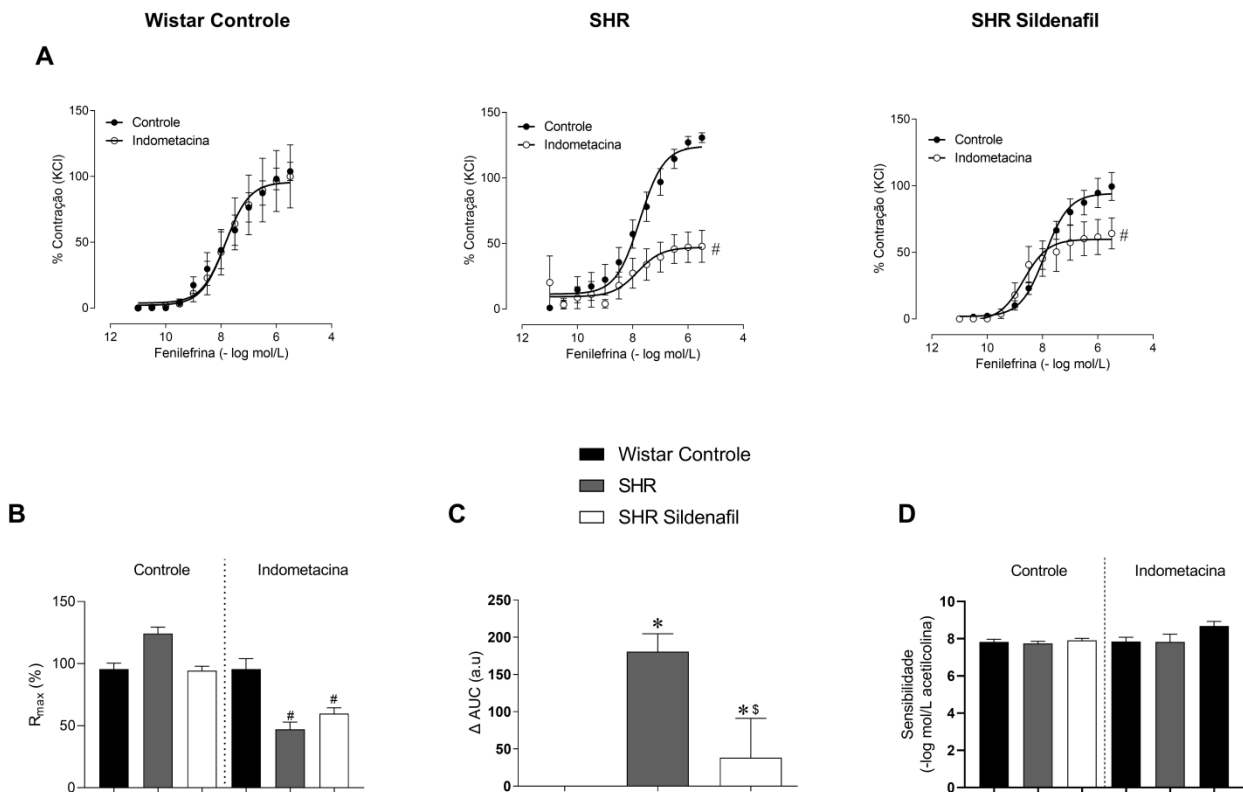 Wistar Controle
SHR
SHR Sildenafil
A
150
100
50
0
% Contração (KCl)
Controle
Indometacina
12
10
8
6
4
Fenilefrina (- log mol/L)
150
100
50
0
% Contração (KCl)
Controle
Indometacina
#
12
10
8
6
4
Fenilefrina (- log mol/L)
150
100
50
0
% Contração (KCl)
Controle
Indometacina
#
12
10
8
6
4
Fenilefrina (- log mol/L)
Wistar Controle
SHR
SHR Sildenafil
B
Controle
Indometacina
150
100
50
0
Rmax (%)
#
#
C
250
200
150
100
50
0
Δ AUC (a.u)
*
*$
D
Controle
Indometacina
10
8
6
4
2
0
Sensibilidade
(-log mol/L acetilcolina)